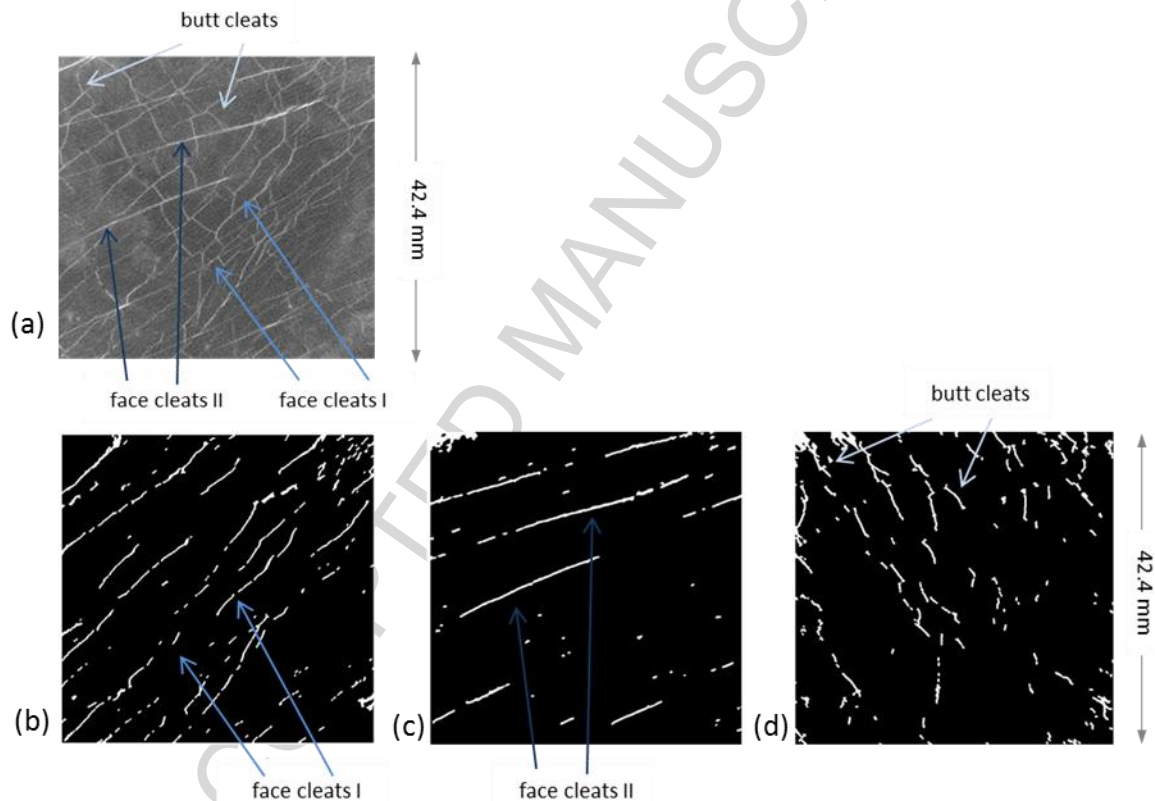 butt cleats
42.4 mm
(a)
face cleats II
face cleats I
butt cleats
42.4 mm
(b)
(c)
(d)
face cleats I
face cleats II